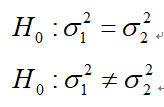 H₀ : σ₁² = σ₂²
H₀ : σ₁² ≠ σ₂²